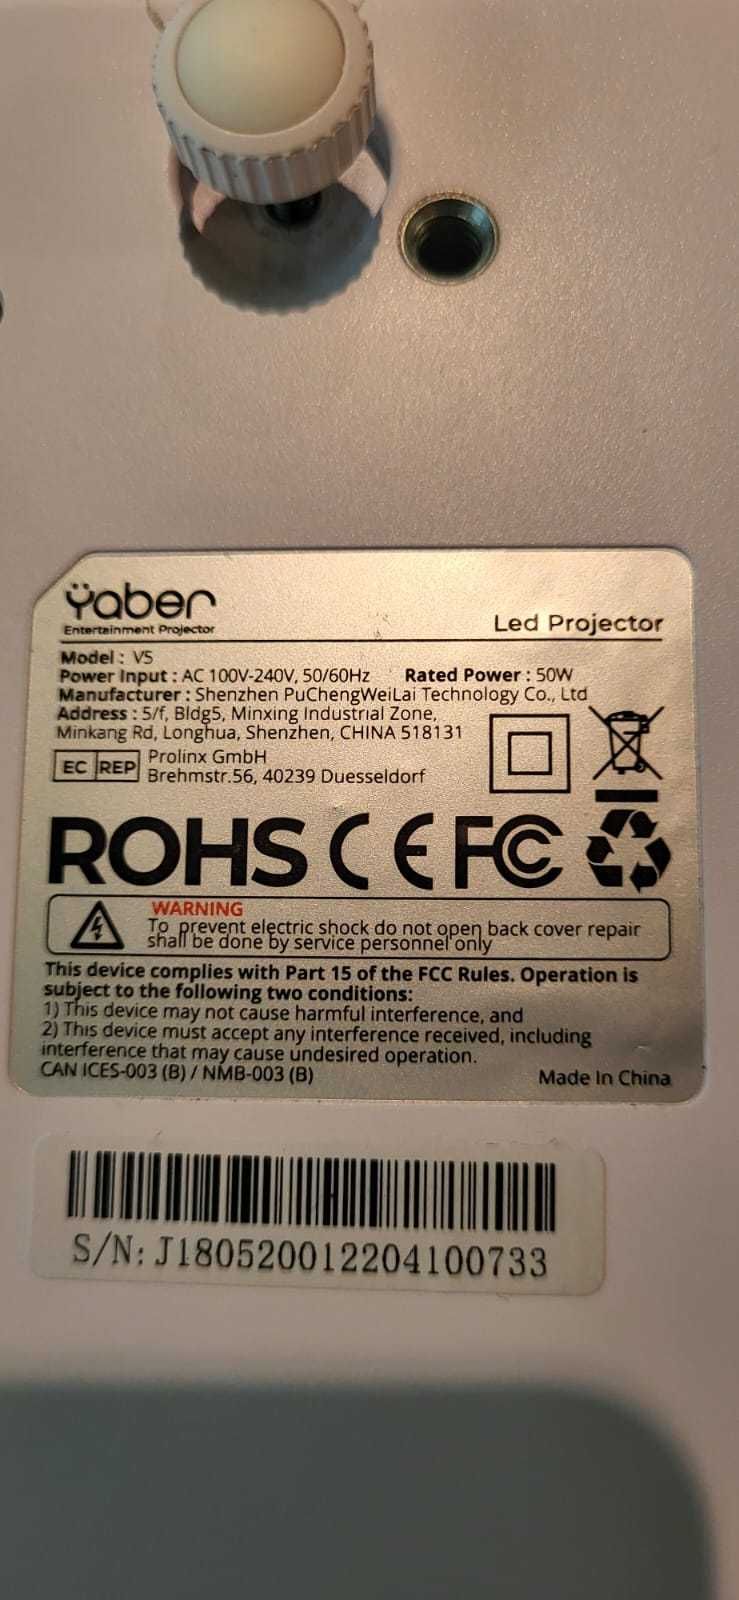 Ÿaber
Entertainment Projector
Led Projector
Model : V5
Power Input : AC 100V-240V, 50/60Hz Rated Power : 50W
Manufacturer : Shenzhen PuChengWeiLai Technology Co., Ltd
Address : 5/f, Bldg5, Minxing Industrial Zone,
Minkang Rd, Longhua, Shenzhen, CHINA 518131
EC REP
Prolinx GmbH
Brehmstr.56, 40239 Duesseldorf
ROHS CE FC
WARNING
To prevent electric shock do not open back cover repair
shall be done by service personnel only
This device complies with Part 15 of the FCC Rules. Operation is
subject to the following two conditions:
1) This device may not cause harmful interference, and
2) This device must accept any interference received, including
interference that may cause undesired operation.
CAN ICES-003 (B) / NMB-003 (B)
Made In China
S/N: J180520012204100733